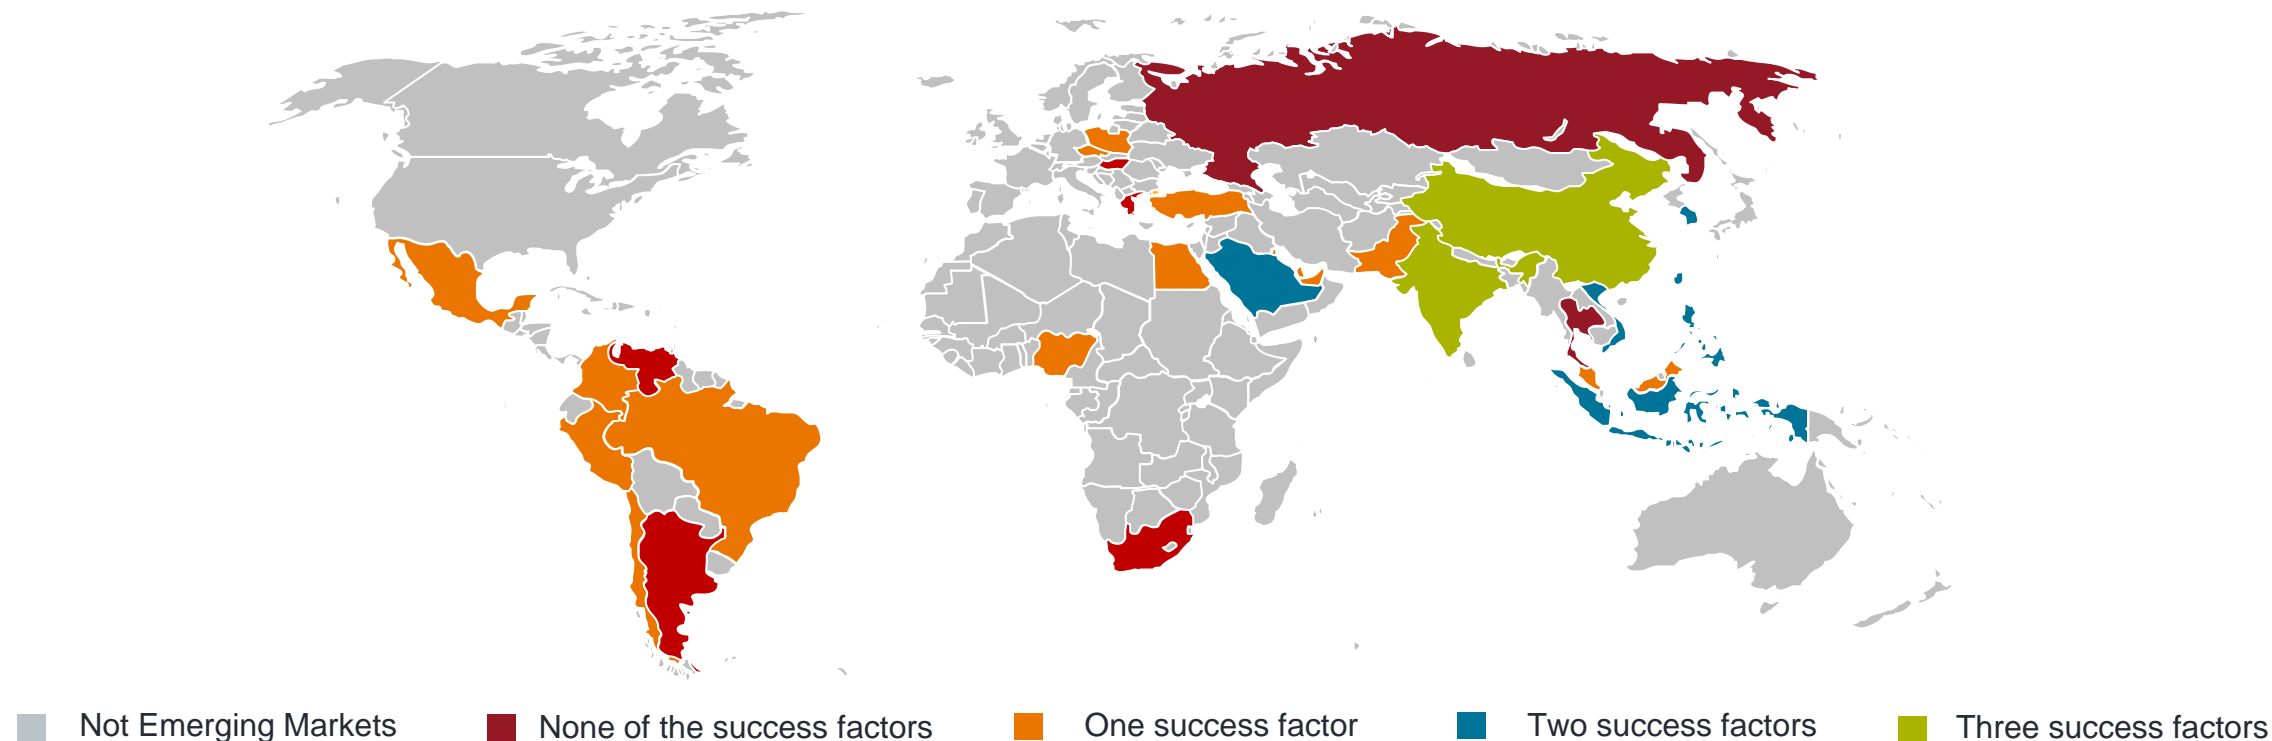 Not Emerging Markets
None of the success factors
One success factor
Two success factors
Three success factors